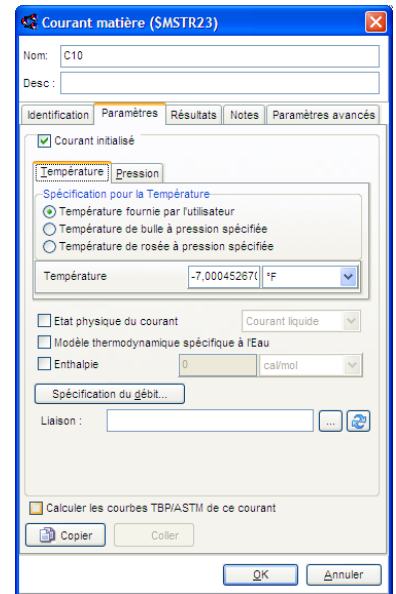 Courant matière ($MSTR23)
Nom: C10
Desc :
Identification Paramètres Résultats Notes Paramètres avancés
Courant initialisé
Température Pression
Spécification pour la Température
Température fournie par l'utilisateur
Température de bulle à pression spécifiée
Température de rosée à pression spécifiée
Température -7,000452670 °F
Etat physique du courant Courant liquide
Modèle thermodynamique spécifique à l'Eau
Enthalpie 0 cal/mol
Spécification du débit...
Liaison : ...
Calculer les courbes TBP/ASTM de ce courant
Copier Coller
OK Annuler